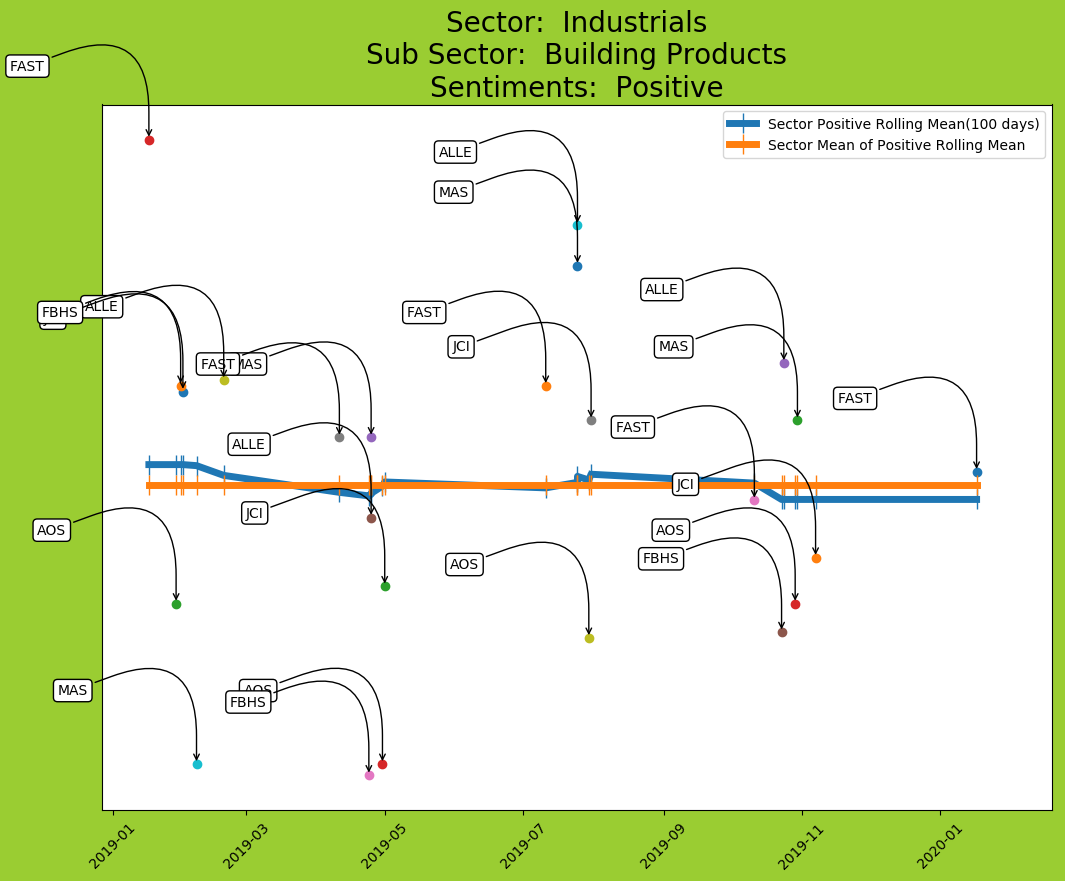 Sector:  Industrials
Sub Sector:  Building Products
Sentiments:  Positive
FAST
Sector Positive Rolling Mean(100 days)
Sector Mean of Positive Rolling Mean
ALLE
MAS
ALLE
FBHS
ALLE
FAST
JCI
MAS
FAST
MAS
FAST
FAST
ALLE
JCI
JCI
AOS
AOS
FBHS
AOS
MAS
AOS
FBHS
2019-01
2019-03
2019-05
2019-07
2019-09
2019-11
2020-01